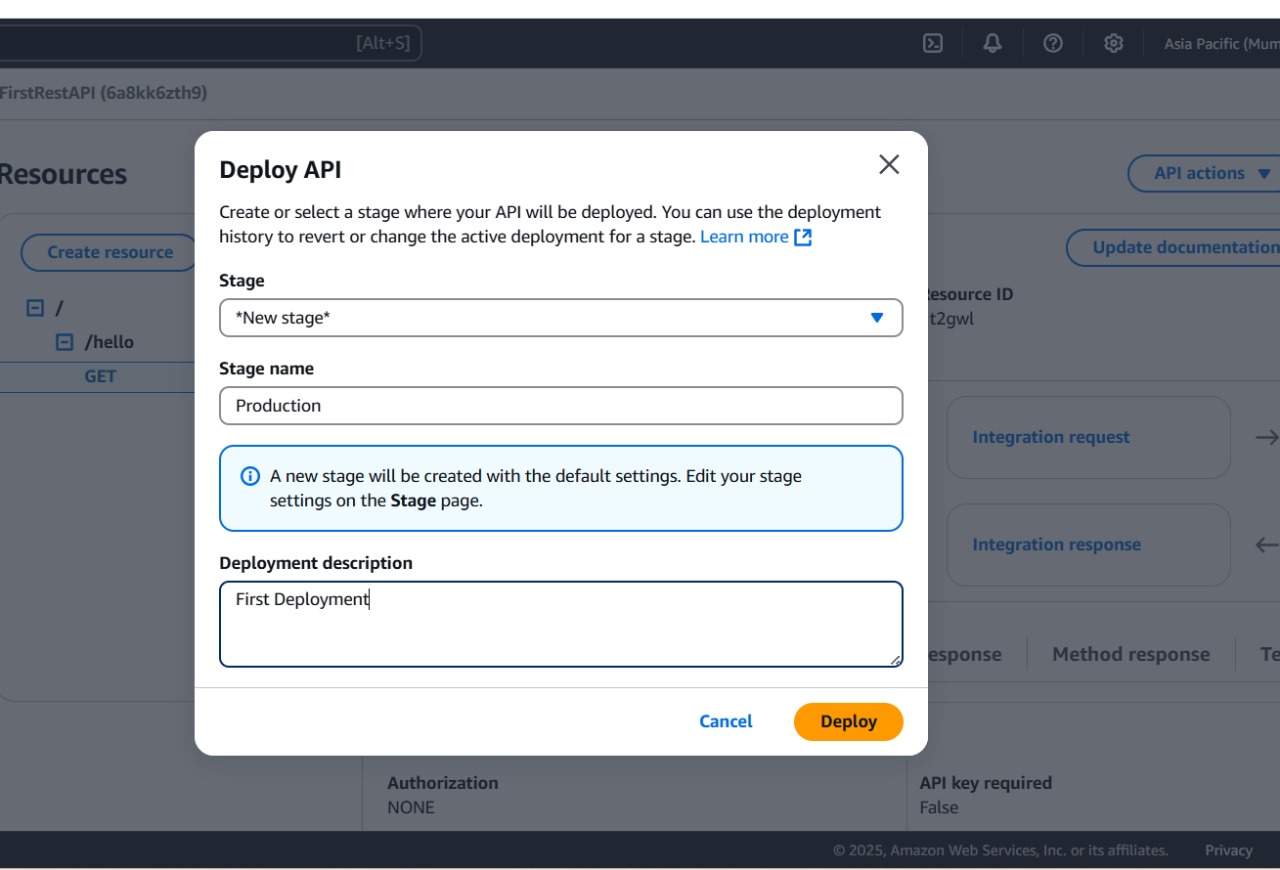 [Alt+S]
Asia Pacific (Mum
FirstRestAPI (6a8kk6zth9)
Resources
API actions
Create resource
Update documentation
/
/hello
GET
Resource ID
t2gwl
Integration request
Integration response
esponse
Method response
Te
Deploy API
Create or select a stage where your API will be deployed. You can use the deployment
history to revert or change the active deployment for a stage. Learn more
Stage
*New stage*
Stage name
Production
A new stage will be created with the default settings. Edit your stage
settings on the Stage page.
Deployment description
First Deployment
Cancel
Deploy
Authorization
NONE
API key required
False
© 2025, Amazon Web Services, Inc. or its affiliates.
Privacy